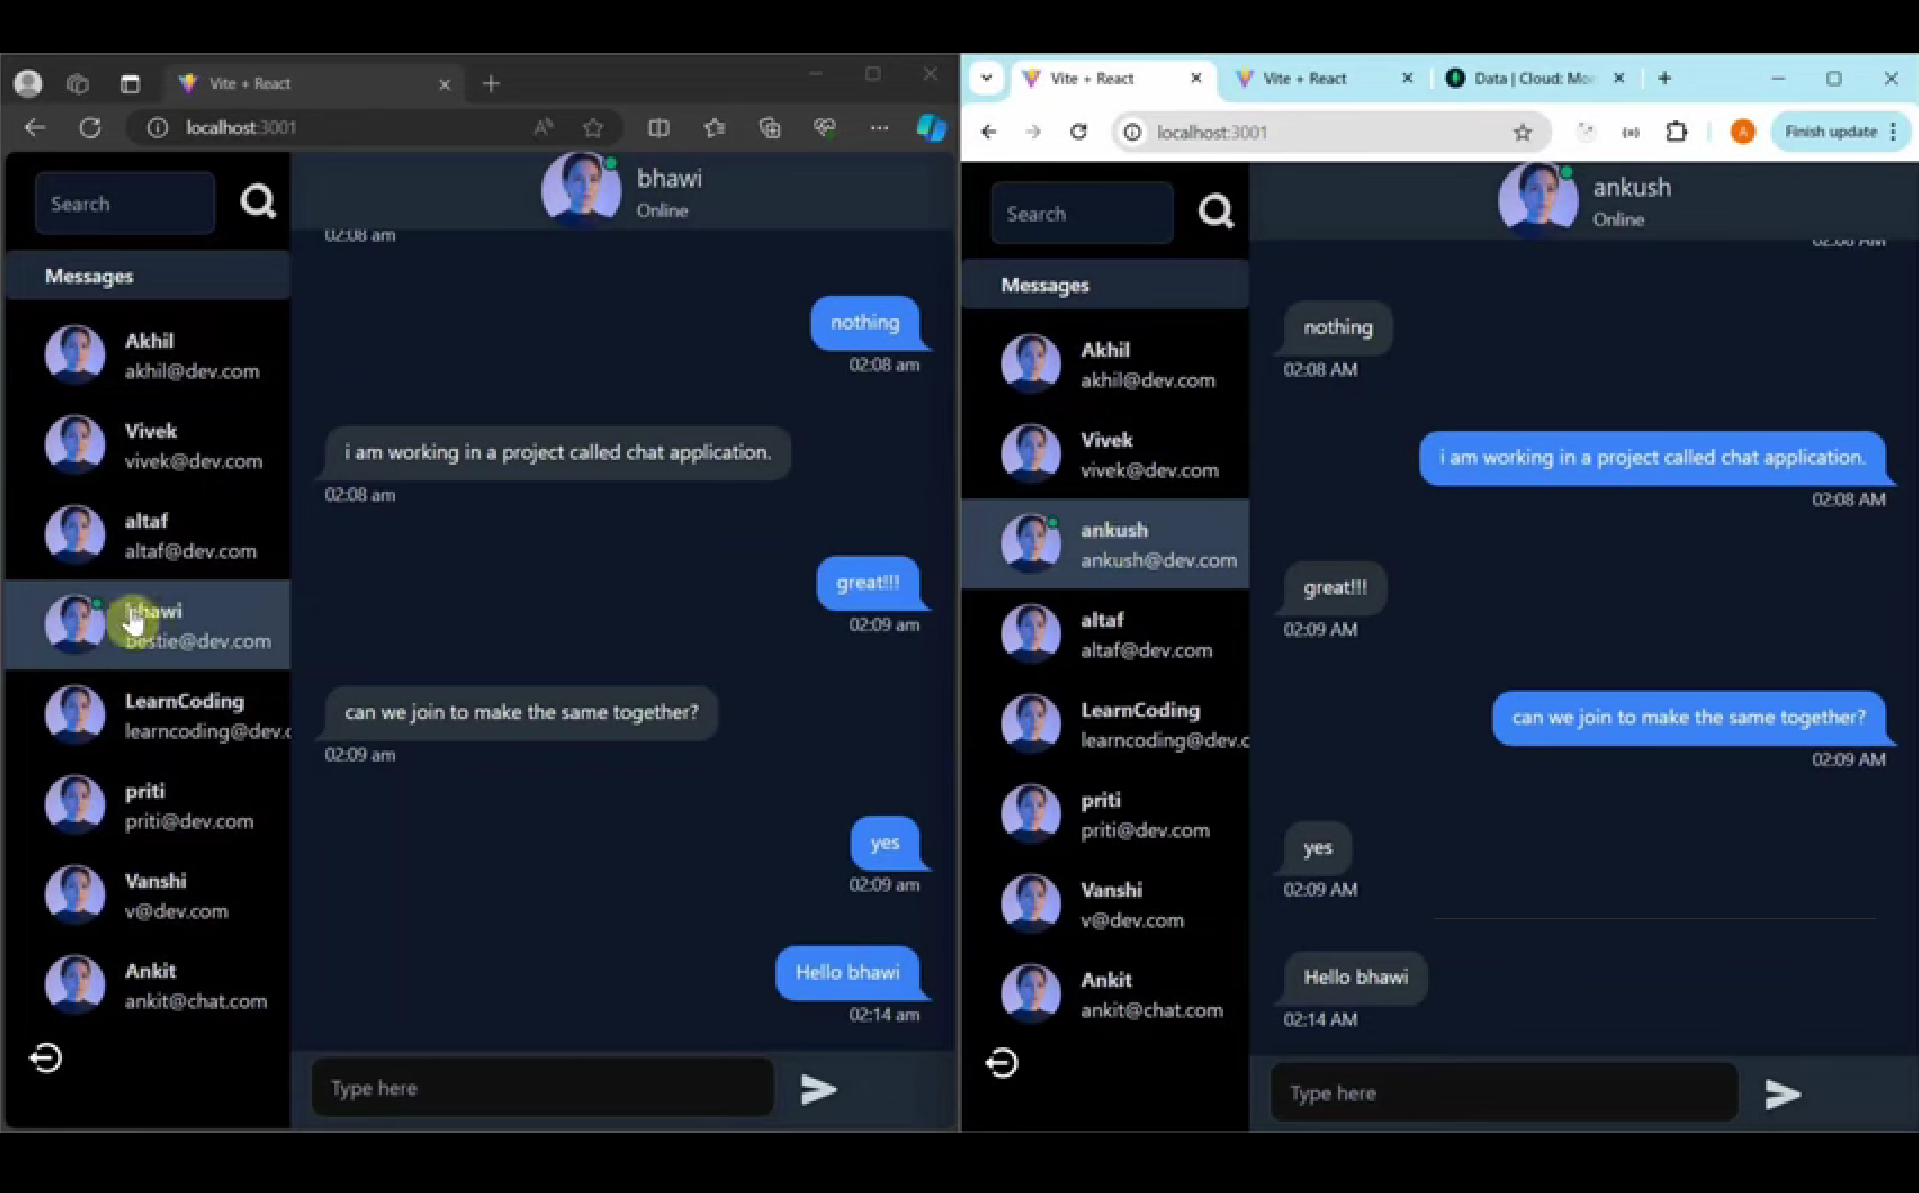 Vite + React
localhost:3001
Search
Messages
Akhil
akhil@dev.com
Vivek
vivek@dev.com
altaf
altaf@dev.com
bhawi
bestie@dev.com
LearnCoding
learncoding@dev.c
priti
priti@dev.com
Vanshi
v@dev.com
Ankit
ankit@chat.com
bhawi
Online
02:08 am
nothing
02:08 am
i am working in a project called chat application.
02:08 am
great!!!
02:09 am
can we join to make the same together?
02:09 am
yes
02:09 am
Hello bhawi
02:14 am
Type here
Vite + React
Vite + React
Data | Cloud: Mo
localhost:3001
A
Finish update
Search
Messages
Akhil
akhil@dev.com
Vivek
vivek@dev.com
ankush
ankush@dev.com
altaf
altaf@dev.com
LearnCoding
learncoding@dev.c
priti
priti@dev.com
Vanshi
v@dev.com
Ankit
ankit@chat.com
ankush
Online
nothing
02:08 AM
i am working in a project called chat application.
02:08 AM
great!!!
02:09 AM
can we join to make the same together?
02:09 AM
yes
02:09 AM
Hello bhawi
02:14 AM
Type here